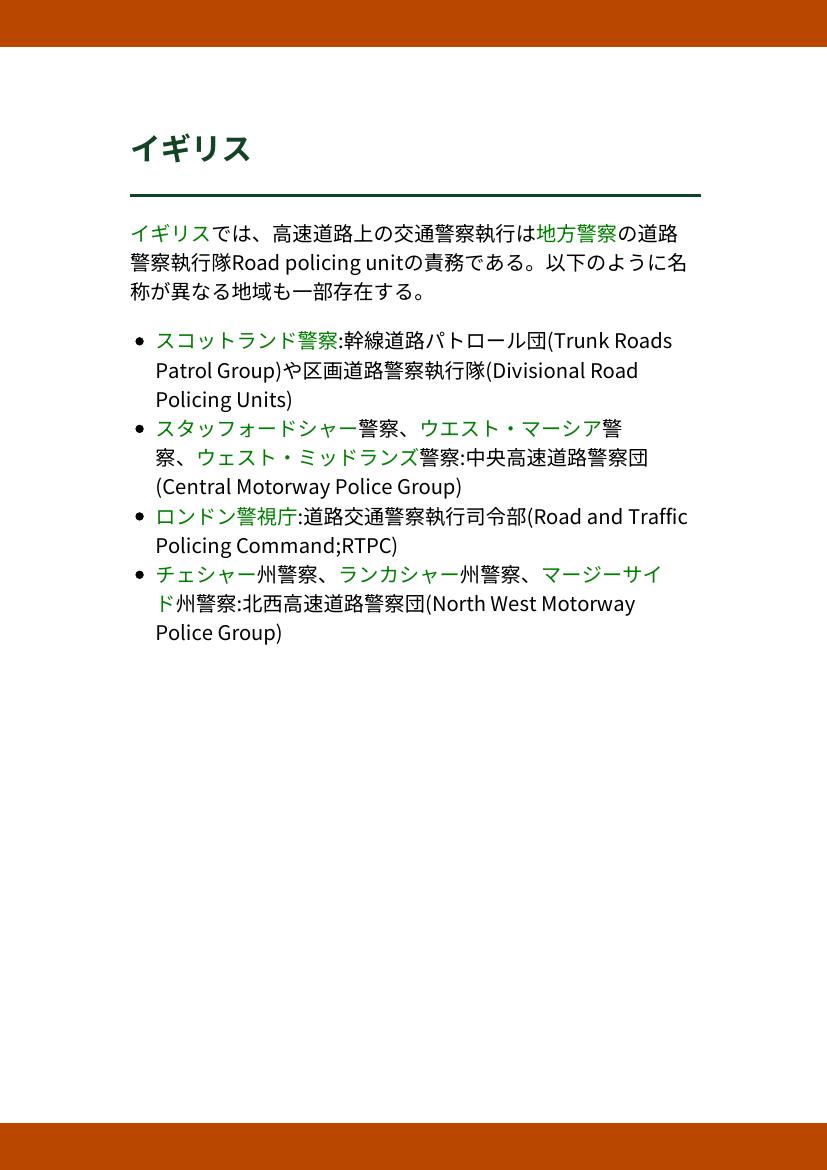 イギリス
イギリスでは、高速道路上の交通警察執行は地方警察の道路
警察執行隊Road policing unitの責務である。以下のように名
称が異なる地域も一部存在する。
スコットランド警察:幹線道路パトロール団(Trunk Roads
Patrol Group)や区画道路警察執行隊(Divisional Road
Policing Units)
スタッフォードシャー警察、ウエスト・マーシア警
察、ウェスト・ミッドランズ警察:中央高速道路警察団
(Central Motorway Police Group)
ロンドン警視庁:道路交通警察執行司令部(Road and Traffic
Policing Command;RTPC)
チェシャー州警察、ランカシャー州警察、マージーサイ
ド州警察:北西高速道路警察団(North West Motorway
Police Group)